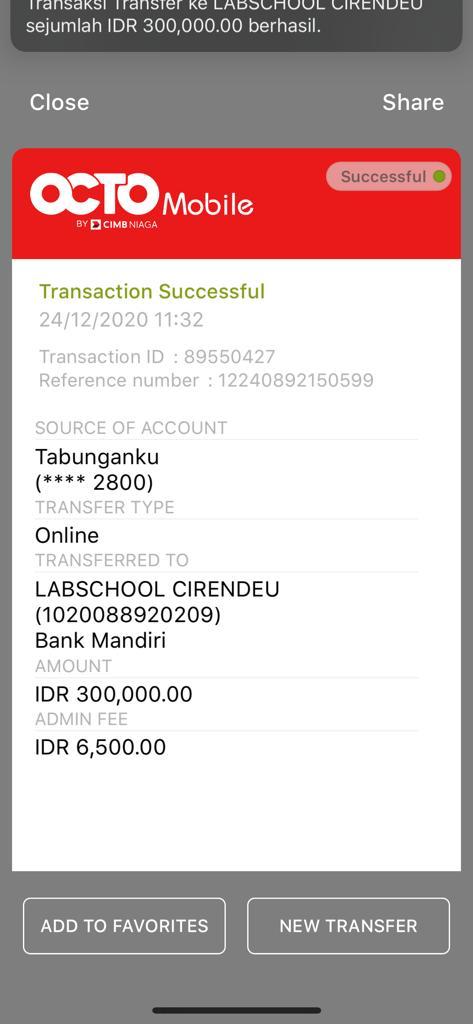 Transaksi Transfer ke LABSCHOOL CIRENDEU
sejumlah IDR 300,000.00 berhasil.
Close
Share
OCTO Mobile
BY CIMB NIAGA
Successful
Transaction Successful
24/12/2020 11:32
Transaction ID : 89550427
Reference number : 12240892150599
SOURCE OF ACCOUNT
Tabunganku
(**** 2800)
TRANSFER TYPE
Online
TRANSFERRED TO
LABSCHOOL CIRENDEU
(1020088920209)
Bank Mandiri
AMOUNT
IDR 300,000.00
ADMIN FEE
IDR 6,500.00
ADD TO FAVORITES
NEW TRANSFER